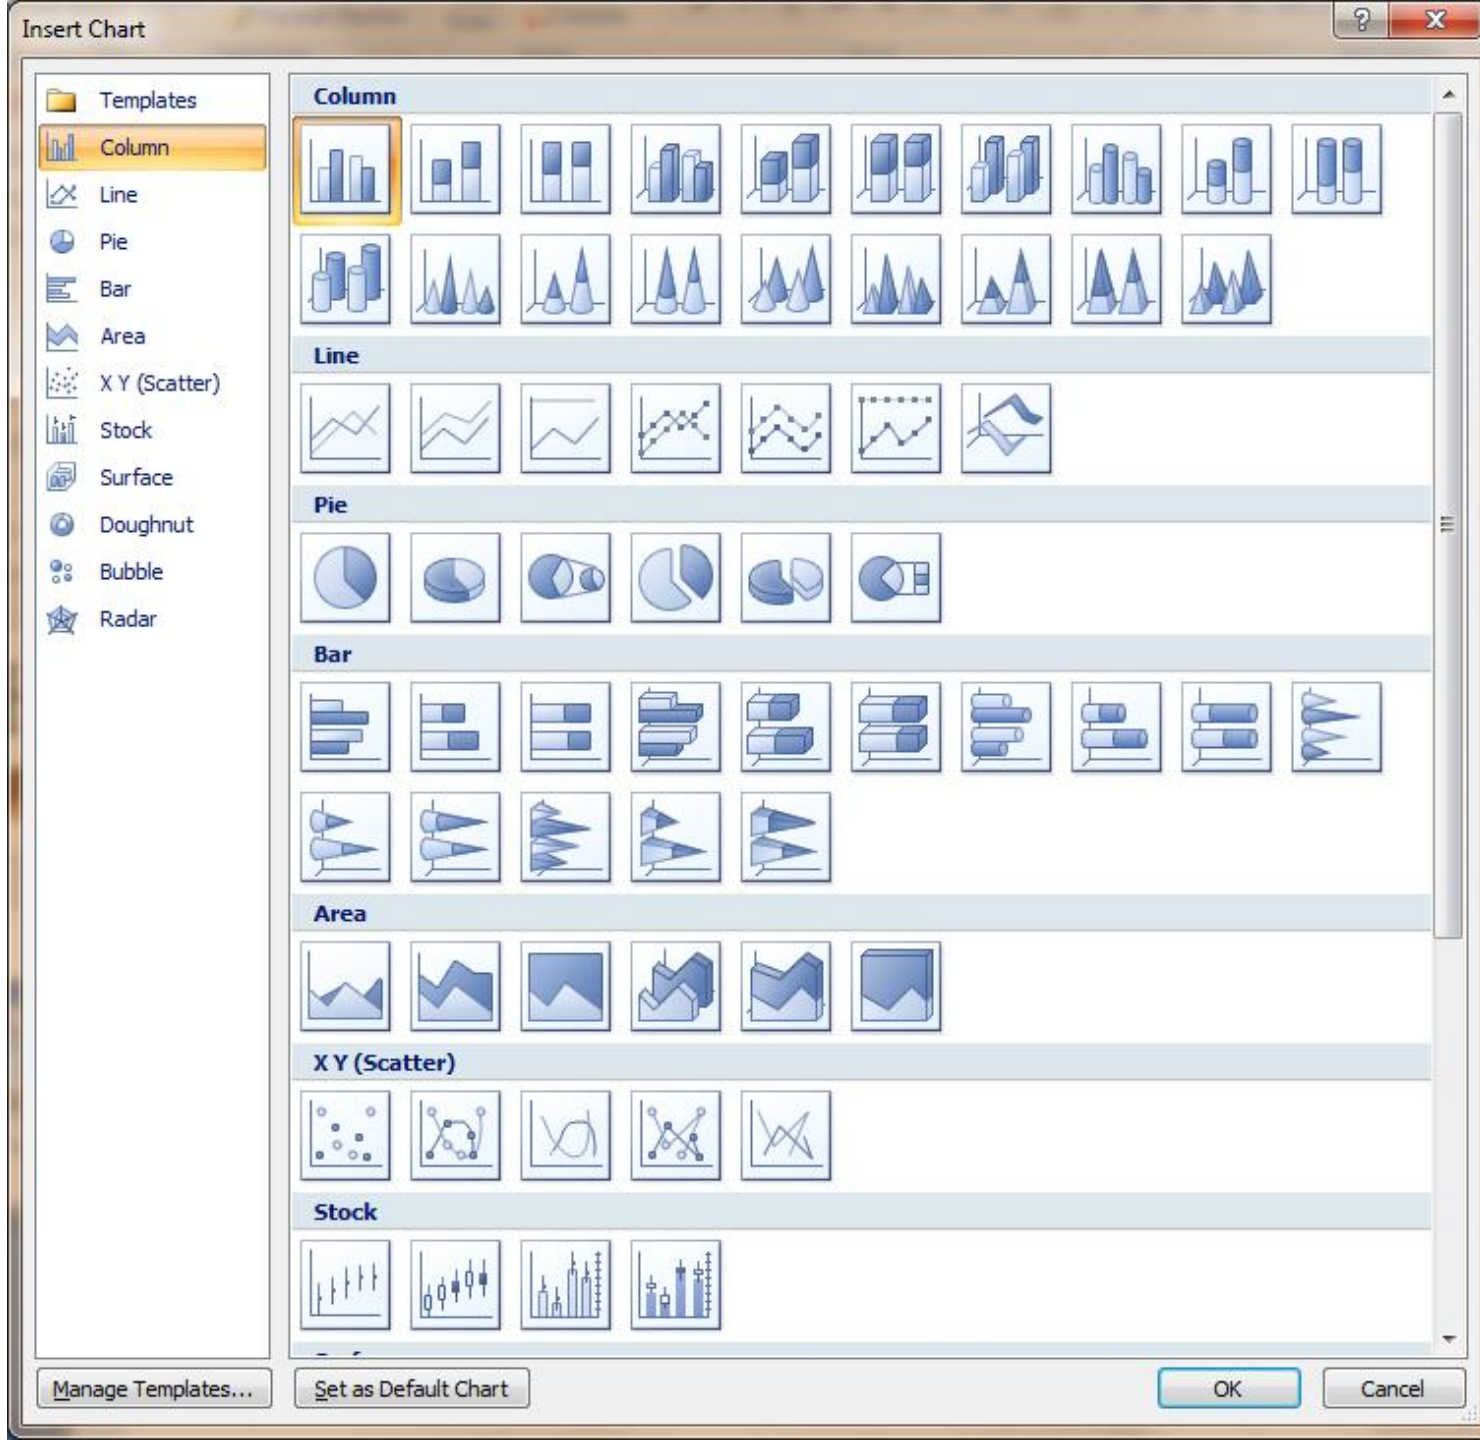 Insert Chart
Templates
Column
Line
Pie
Bar
Area
X Y (Scatter)
Stock
Surface
Doughnut
Bubble
Radar
Column
Line
Pie
Bar
Area
X Y (Scatter)
Stock
Manage Templates...
Set as Default Chart
OK
Cancel